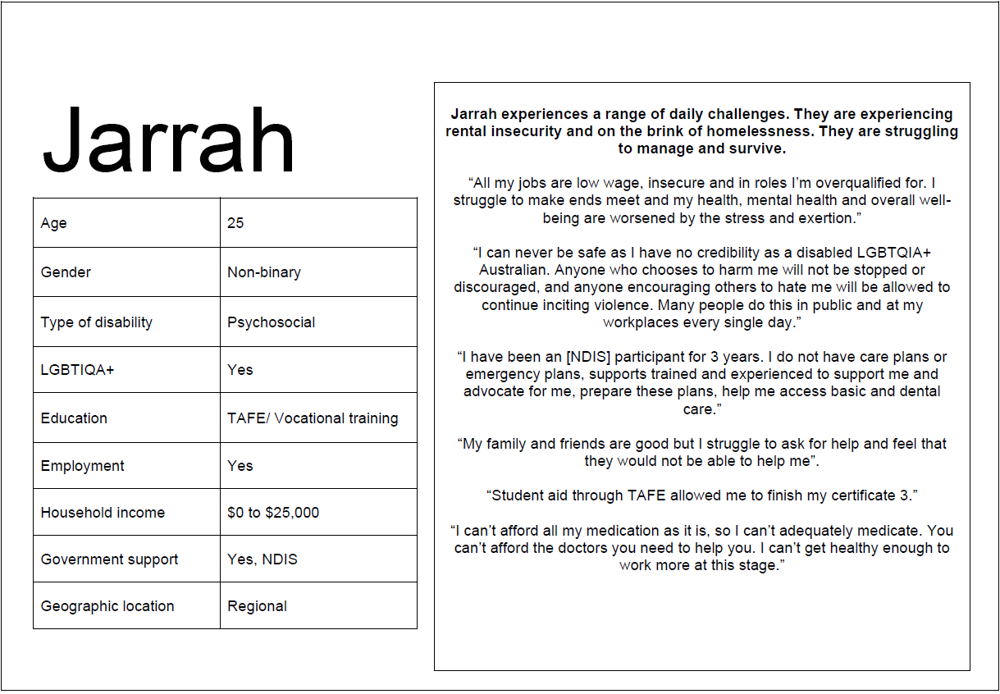 Jarrah
Age 25
Gender Non-binary
Type of disability Psychosocial
LGBTIQA+ Yes
Education TAFE/ Vocational training
Employment Yes
Household income $0 to $25,000
Government support Yes, NDIS
Geographic location Regional
Jarrah experiences a range of daily challenges. They are experiencing
rental insecurity and on the brink of homelessness. They are struggling
to manage and survive.
“All my jobs are low wage, insecure and in roles I’m overqualified for. I
struggle to make ends meet and my health, mental health and overall well-
being are worsened by the stress and exertion.”
“I can never be safe as I have no credibility as a disabled LGBTQIA+
Australian. Anyone who chooses to harm me will not be stopped or
discouraged, and anyone encouraging others to hate me will be allowed to
continue inciting violence. Many people do this in public and at my
workplaces every single day.”
“I have been an [NDIS] participant for 3 years. I do not have care plans or
emergency plans, supports trained and experienced to support me and
advocate for me, prepare these plans, help me access basic and dental
care.”
“My family and friends are good but I struggle to ask for help and feel that
they would not be able to help me”.
“Student aid through TAFE allowed me to finish my certificate 3.”
“I can’t afford all my medication as it is, so I can’t adequately medicate. You
can’t afford the doctors you need to help you. I can’t get healthy enough to
work more at this stage.”